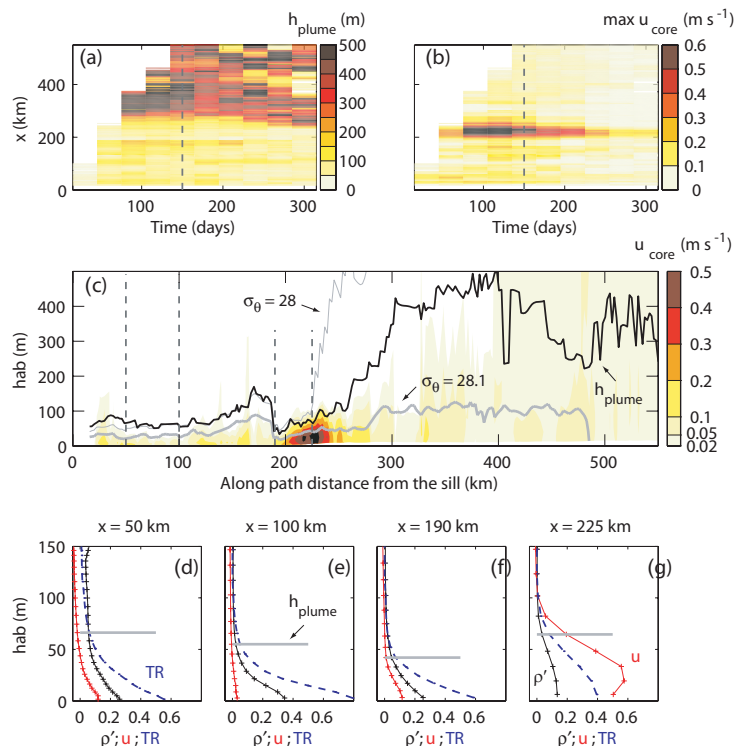 h_plume (m)
max u_core (m s⁻¹)
(a)
500
400
300
200
100
0
(b)
0.6
0.5
0.4
0.3
0.2
0.1
0
x (km)
400
200
0
100 200 300
Time (days)
400
200
0
100 200 300
Time (days)
u_core (m s⁻¹)
(c)
σ_θ = 28
σ_θ = 28.1
h_plume
hab (m)
400
300
200
100
0
0 100 200 300 400 500
Along path distance from the sill (km)
0.5
0.4
0.3
0.2
0.1
0.05
0.02
x = 50 km
x = 100 km
x = 190 km
x = 225 km
hab (m)
150
100
50
0
(d)
TR
0 0.2 0.4 0.6
ρ'; u ; TR
(e)
h_plume
0 0.2 0.4 0.6
ρ'; u ; TR
(f)
0 0.2 0.4 0.6
ρ'; u ; TR
(g)
u
ρ'
0 0.2 0.4 0.6
ρ'; u ; TR